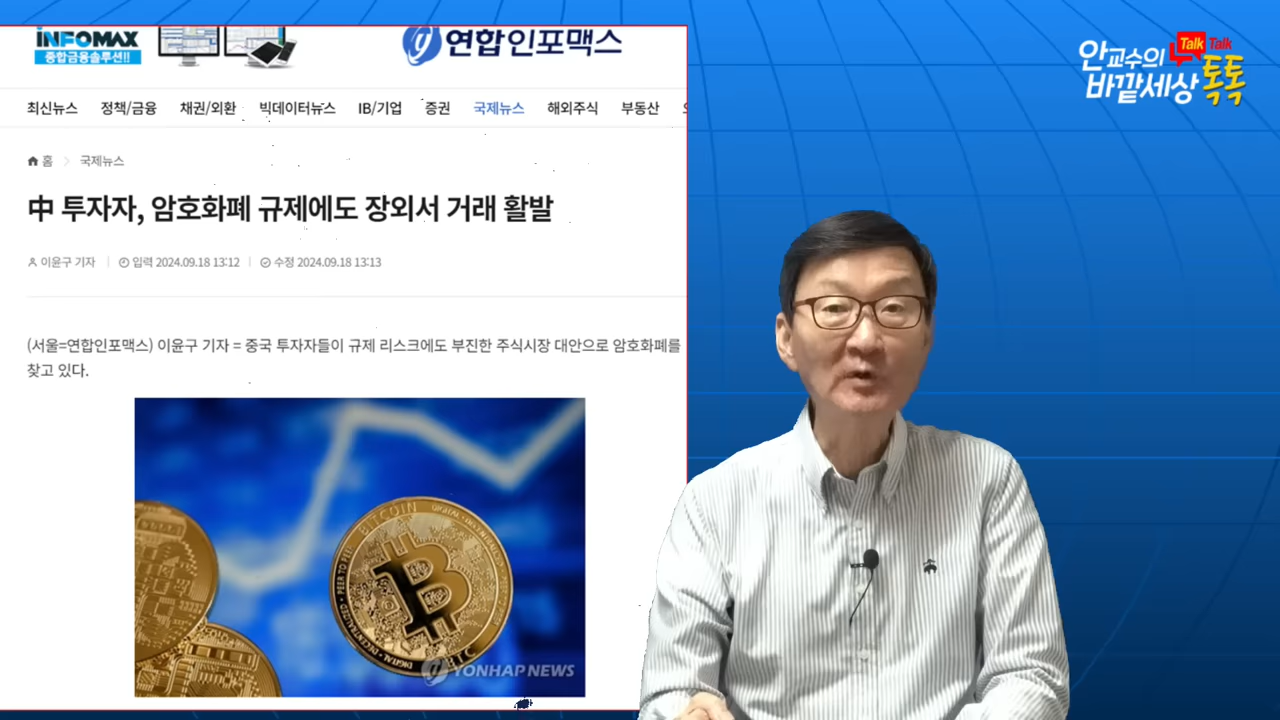 INFOMAX
종합금융솔루션!!
연합인포맥스
안교수의
Talk Talk
바깥세상
톡톡
최신뉴스 정책/금융 채권/외환 빅데이터뉴스 IB/기업 증권 국제뉴스 해외주식 부동산
홈 국제뉴스
中 투자자, 암호화폐 규제에도 장외서 거래 활발
이윤구 기자 입력 2024.09.18 13:12 수정 2024.09.18 13:13
(서울=연합인포맥스) 이윤구 기자 = 중국 투자자들이 규제 리스크에도 부진한 주식시장 대안으로 암호화폐를
찾고 있다.
BITCOIN
DIGITAL
DECENTRALIZED
PEER TO PEER
BTC
YONHAP NEWS